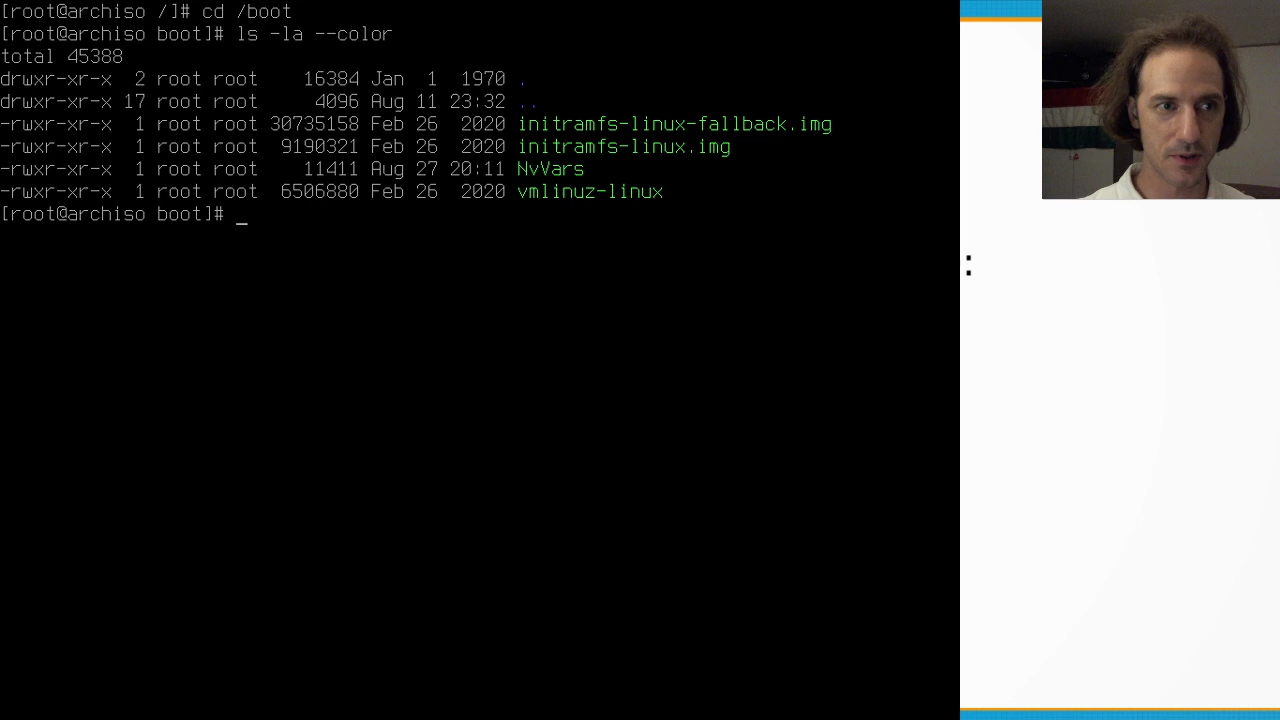 [root@archiso /]# cd /boot
[root@archiso boot]# ls -la --color
total 45388
drwxr-xr-x  2 root root    16384 Jan  1  1970 .
drwxr-xr-x 17 root root     4096 Aug 11 23:32 ..
-rwxr-xr-x  1 root root 30735158 Feb 26  2020 initramfs-linux-fallback.img
-rwxr-xr-x  1 root root  9190321 Feb 26  2020 initramfs-linux.img
-rwxr-xr-x  1 root root    11411 Aug 27 20:11 NvVars
-rwxr-xr-x  1 root root  6506880 Feb 26  2020 vmlinuz-linux
[root@archiso boot]# _
: